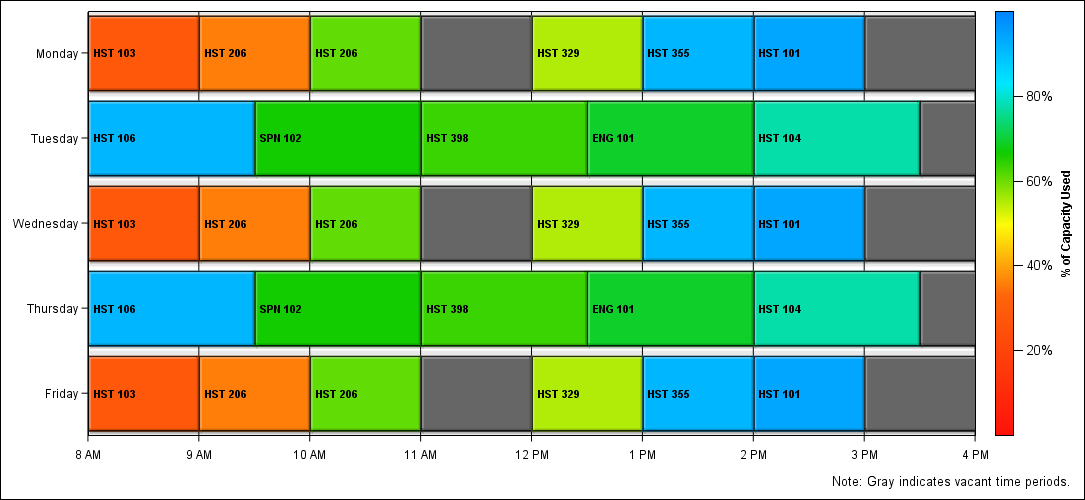 Monday
HST 103 HST 206 HST 206 HST 329 HST 355 HST 101
Tuesday
HST 106 SPN 102 HST 398 ENG 101 HST 104
Wednesday
HST 103 HST 206 HST 206 HST 329 HST 355 HST 101
Thursday
HST 106 SPN 102 HST 398 ENG 101 HST 104
Friday
HST 103 HST 206 HST 206 HST 329 HST 355 HST 101
8 AM 9 AM 10 AM 11 AM 12 PM 1 PM 2 PM 3 PM 4 PM
80%
60%
40%
20%
% of Capacity Used
Note: Gray indicates vacant time periods.